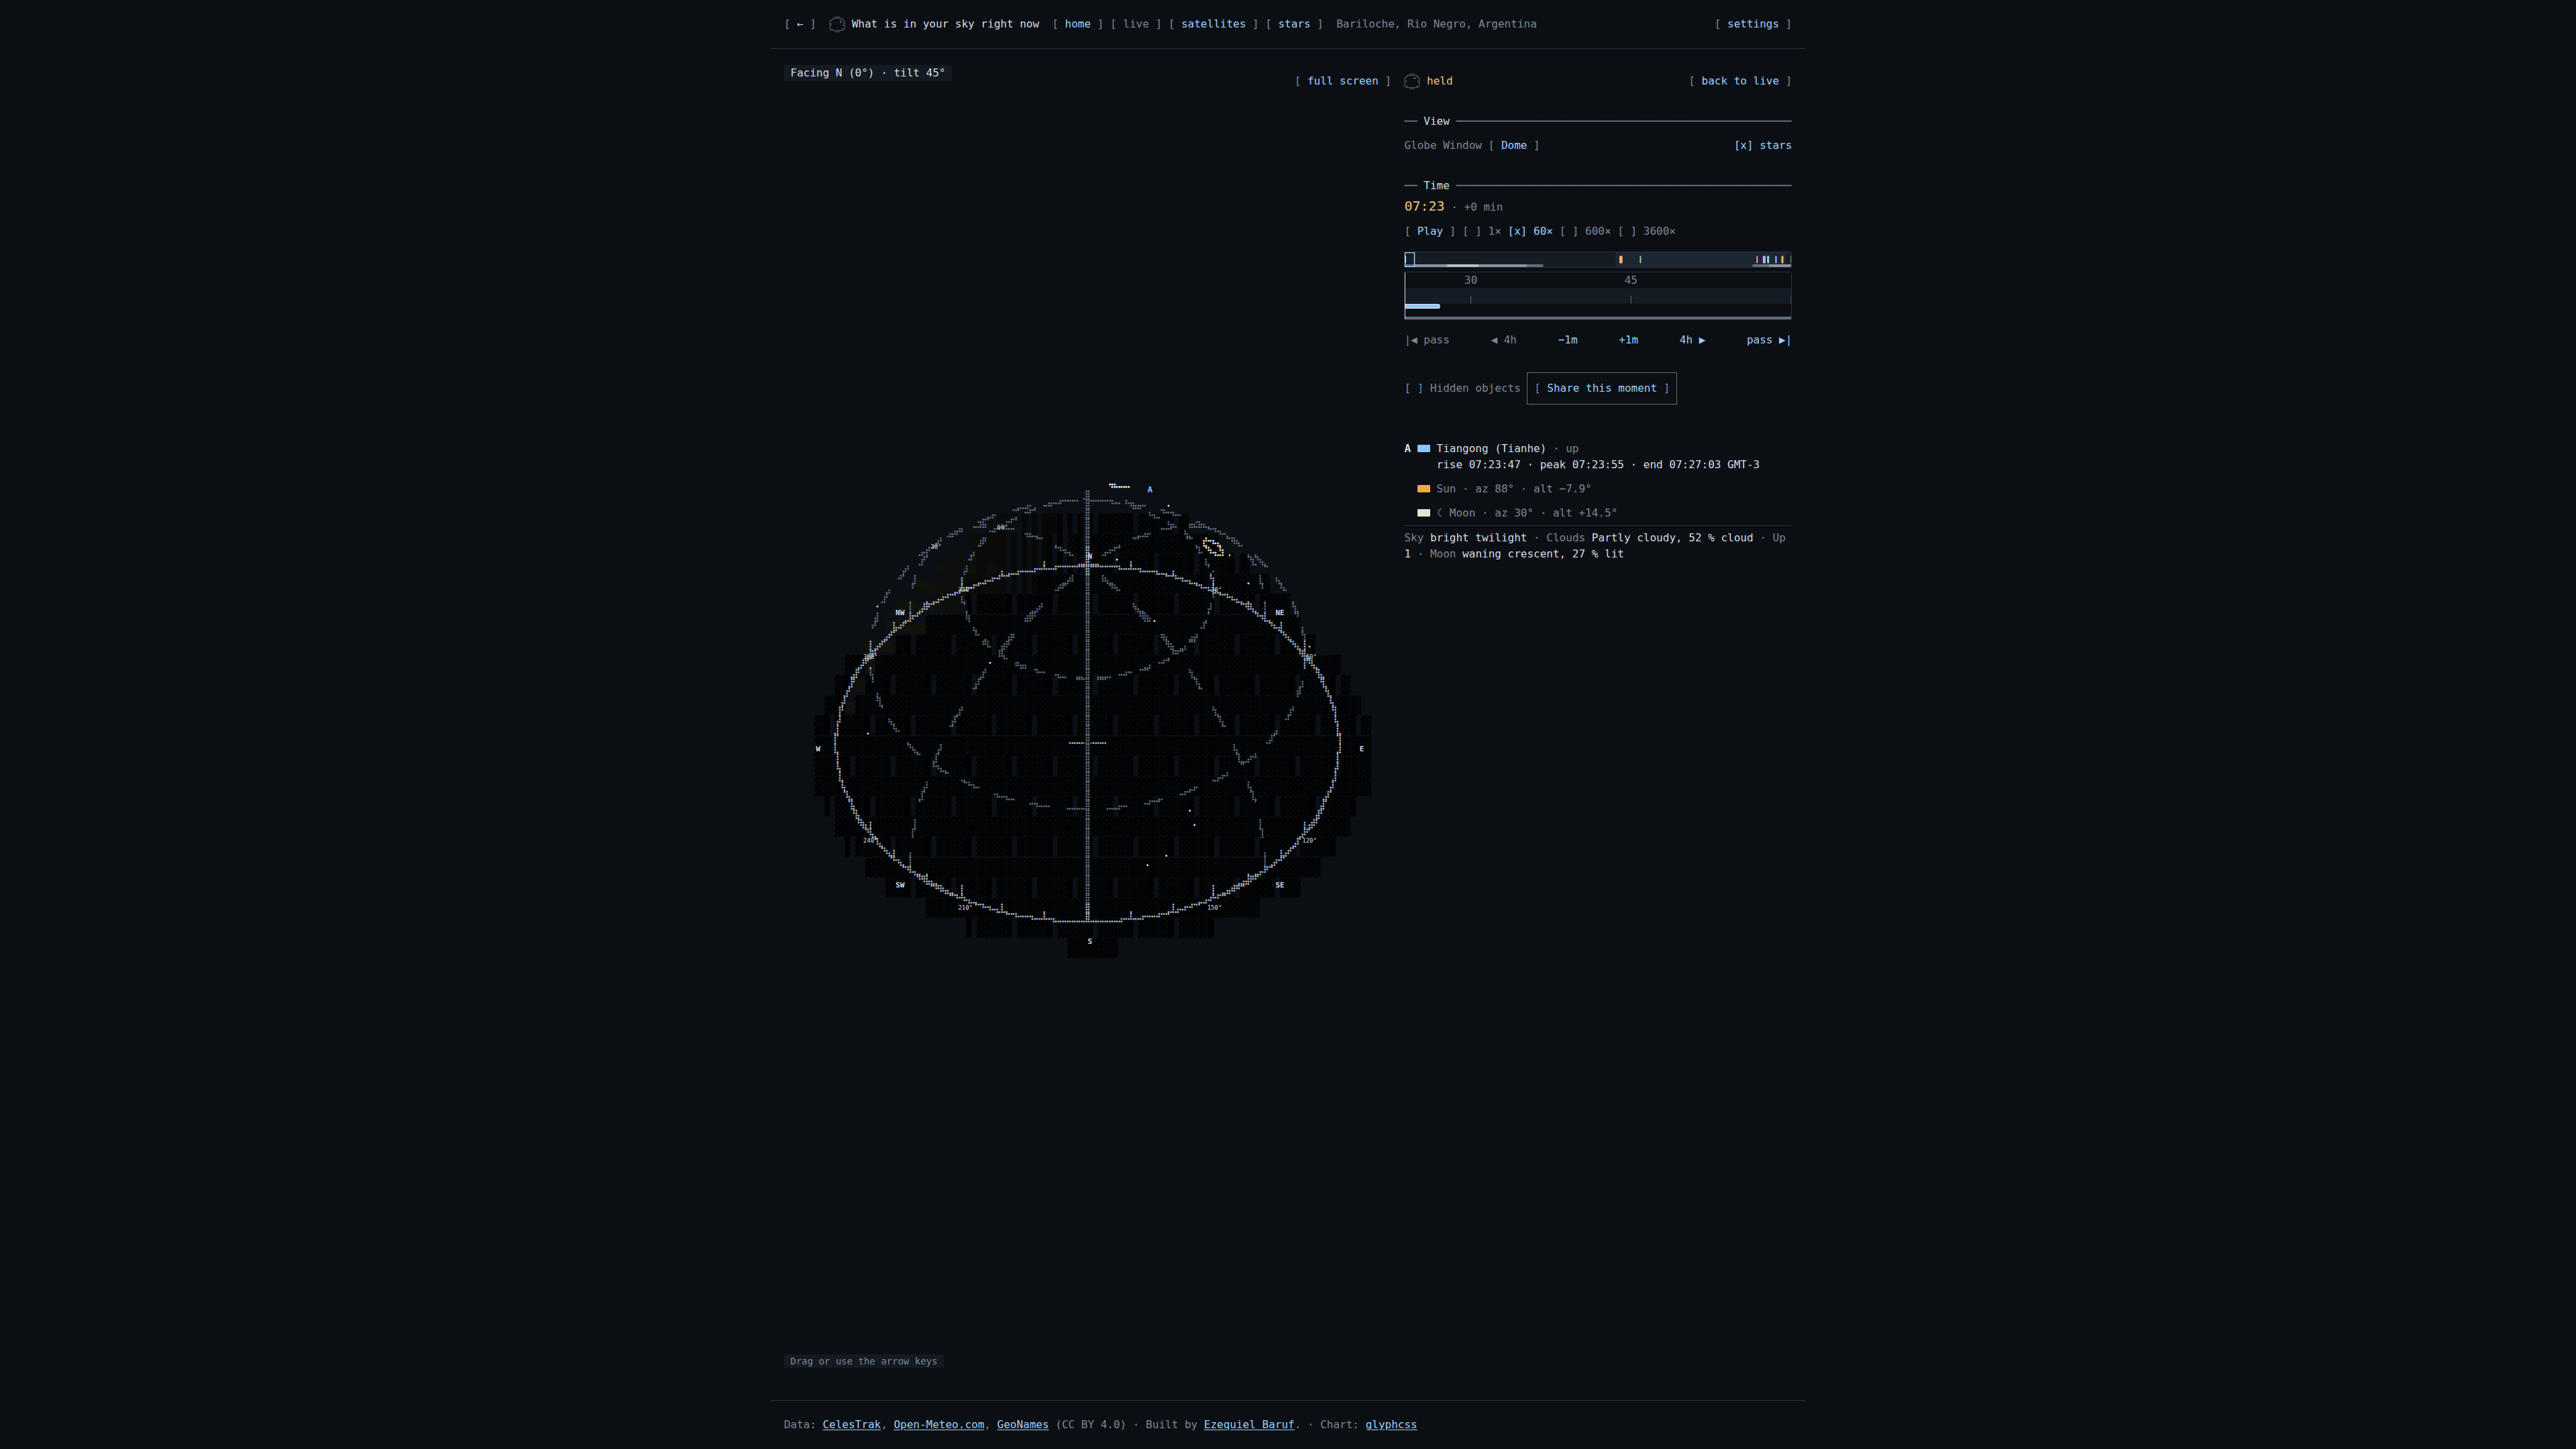 [ ← ] What is in your sky right now [ home ] [ live ] [ satellites ] [ stars ] Bariloche, Rio Negro, Argentina [ settings ]
Facing N (0°) · tilt 45°
[ full screen ] held [ back to live ]
View
Globe Window [ Dome ] [x] stars
Time
07:23 · +0 min
[ Play ] [ ] 1× [x] 60× [ ] 600× [ ] 3600×
30 45
|◀ pass ◀ 4h −1m +1m 4h ▶ pass ▶|
[ ] Hidden objects [ Share this moment ]
A Tiangong (Tianhe) · up
rise 07:23:47 · peak 07:23:55 · end 07:27:03 GMT-3
Sun · az 88° · alt −7.9°
☾ Moon · az 30° · alt +14.5°
Sky bright twilight · Clouds Partly cloudy, 52 % cloud · Up
1 · Moon waning crescent, 27 % lit
A
60°
30°
N
NW NE
W E
240° 120°
SW SE
210° 150°
S
Drag or use the arrow keys
Data: CelesTrak, Open-Meteo.com, GeoNames (CC BY 4.0) · Built by Ezequiel Baruf. · Chart: glyphcss